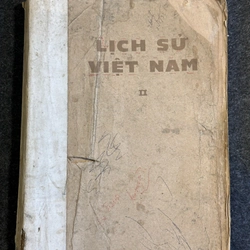 LỊCH SỬ
VIỆT NAM
II